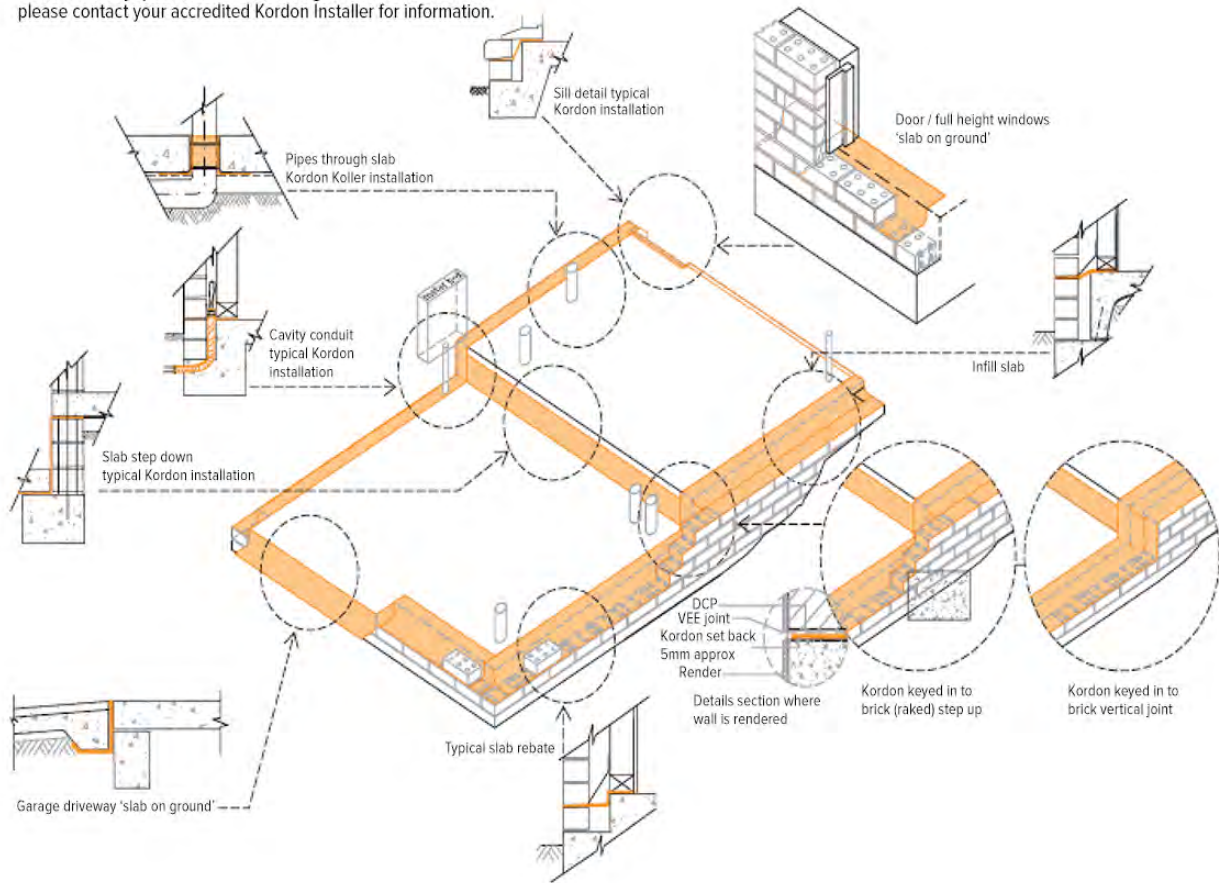 please contact your accredited Kordon Installer for information.
Sill detail typical
Kordon installation
Door / full height windows
‘slab on ground’
Pipes through slab
Kordon Koller installation
meter box
Cavity conduit
typical Kordon
installation
Infill slab
Slab step down
typical Kordon installation
DCP
VEE joint
Kordon set back
5mm approx
Render
Details section where
wall is rendered
Kordon keyed in to
brick (raked) step up
Kordon keyed in to
brick vertical joint
Typical slab rebate
Garage driveway ‘slab on ground’